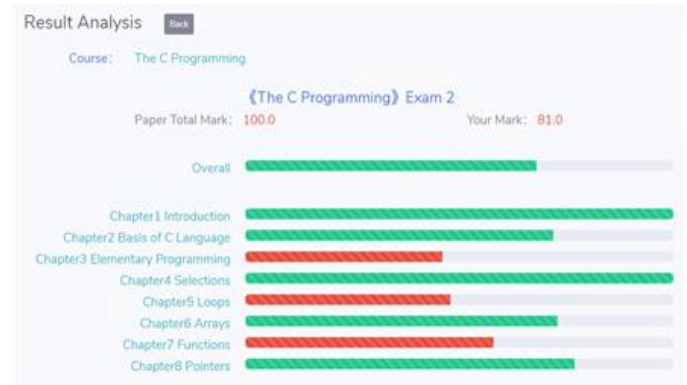 Result Analysis Back
Course: The C Programming
《The C Programming》 Exam 2
Paper Total Mark: 100.0 Your Mark: 81.0
Overall
Chapter1 Introduction
Chapter2 Basis of C Language
Chapter3 Elementary Programming
Chapter4 Selections
Chapter5 Loops
Chapter6 Arrays
Chapter7 Functions
Chapter8 Pointers